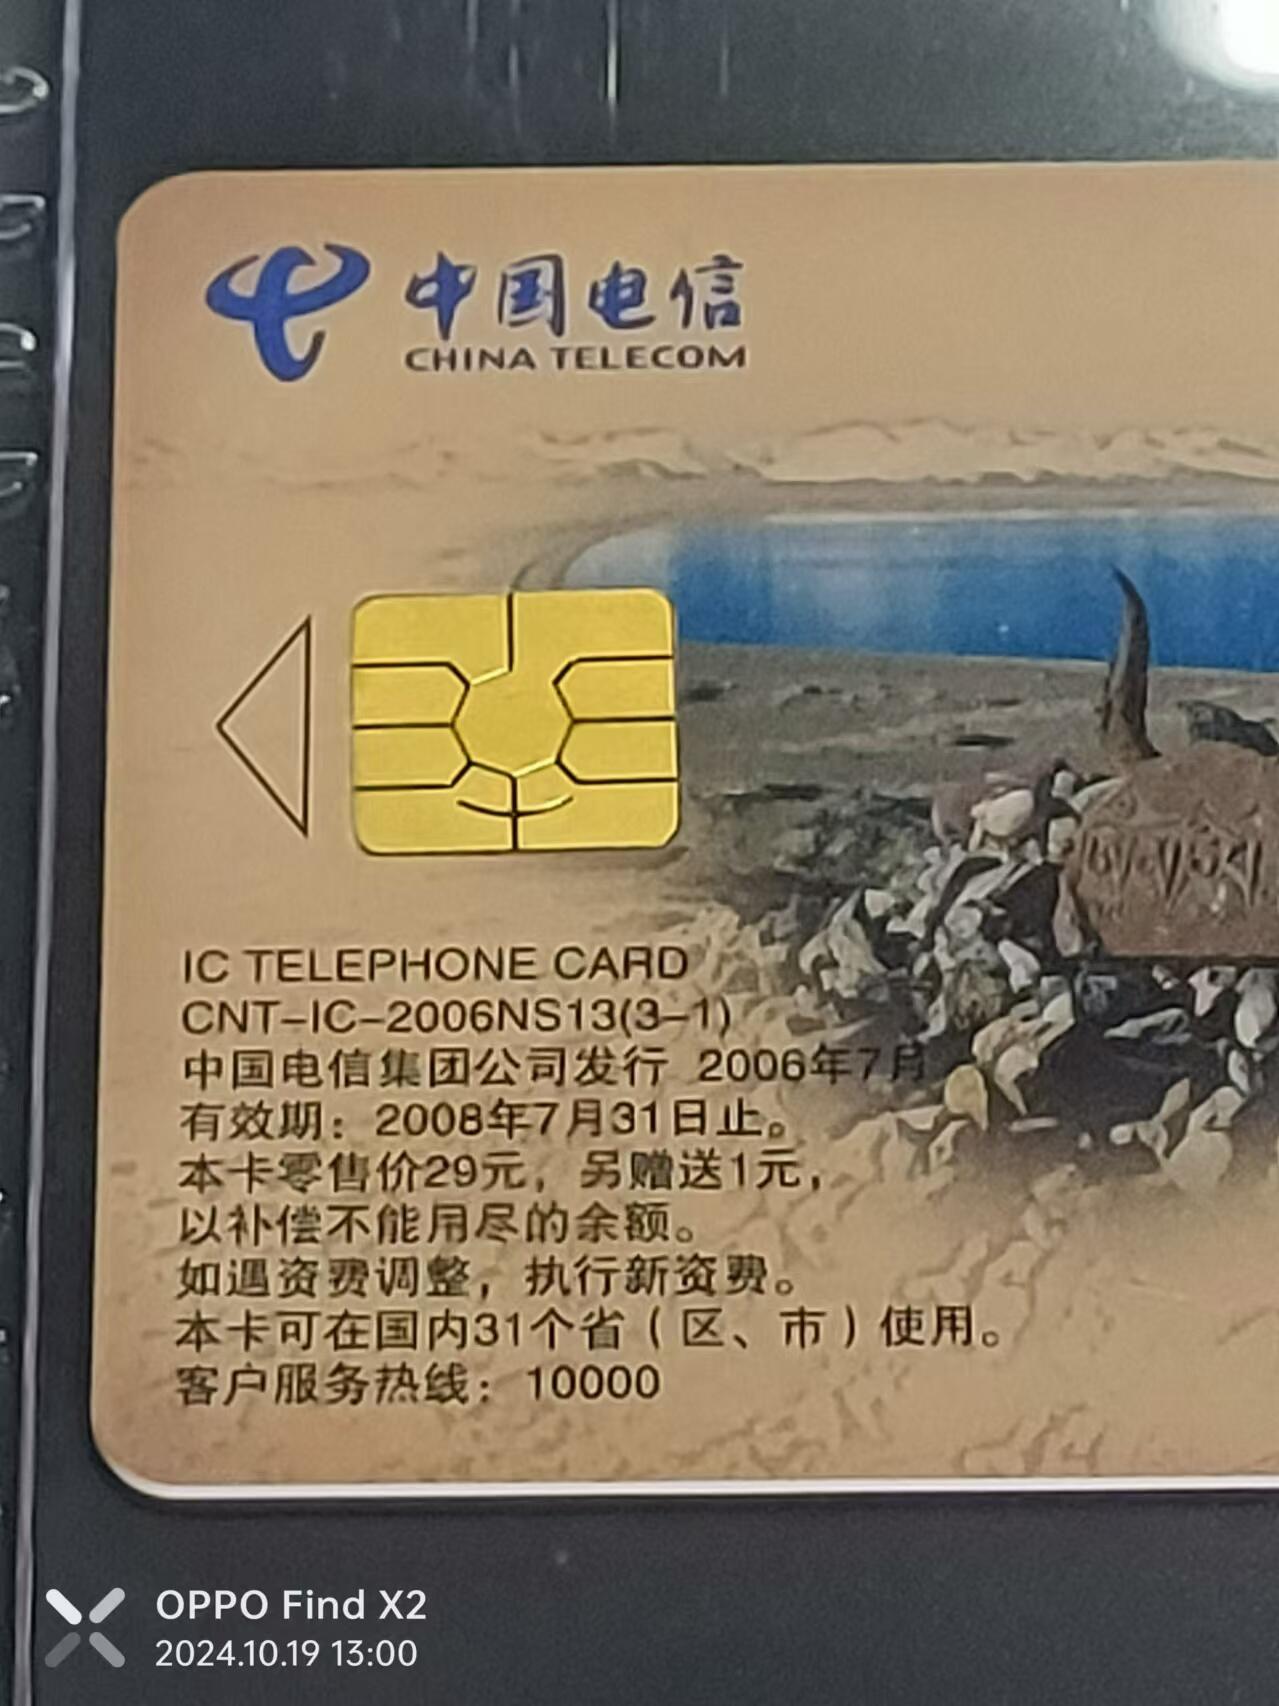 中国电信
CHINA TELECOM
IC TELEPHONE CARD
CNT-IC-2006NS13(3-1)
中国电信集团公司发行 2006年7月
有效期：2008年7月31日止。
本卡零售价29元，另赠送1元，
以补偿不能用尽的余额。
如遇资费调整，执行新资费。
本卡可在国内31个省（区、市）使用。
客户服务热线：10000
OPPO Find X2
2024.10.19 13:00